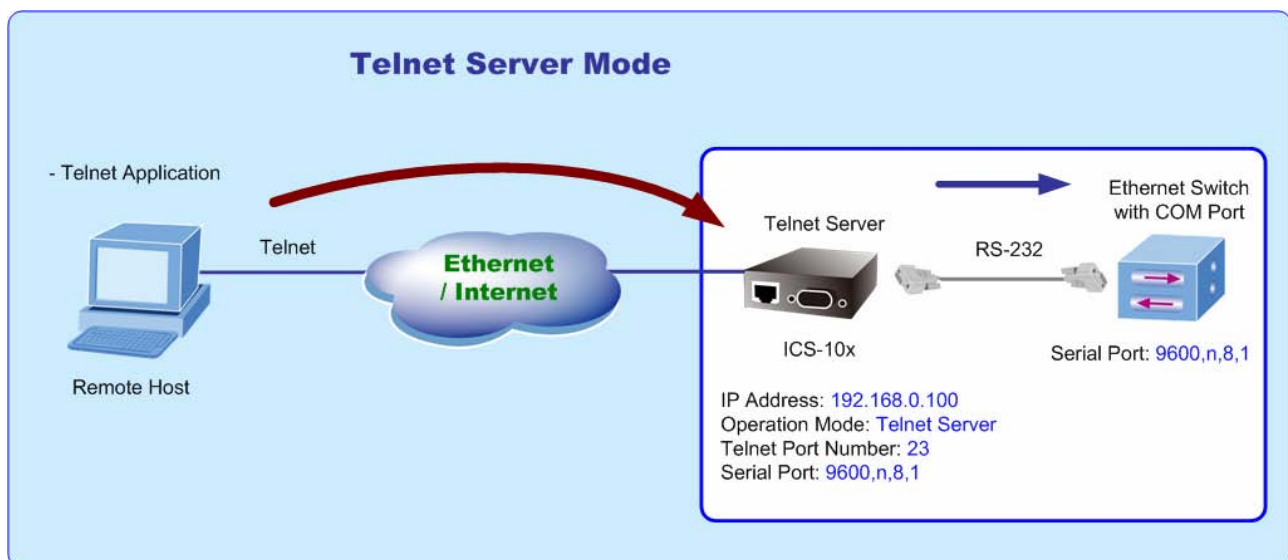 Telnet Server Mode
- Telnet Application
Telnet
Remote Host
Ethernet
/ Internet
Telnet Server
ICS-10x
RS-232
Ethernet Switch
with COM Port
Serial Port: 9600,n,8,1
IP Address: 192.168.0.100
Operation Mode: Telnet Server
Telnet Port Number: 23
Serial Port: 9600,n,8,1